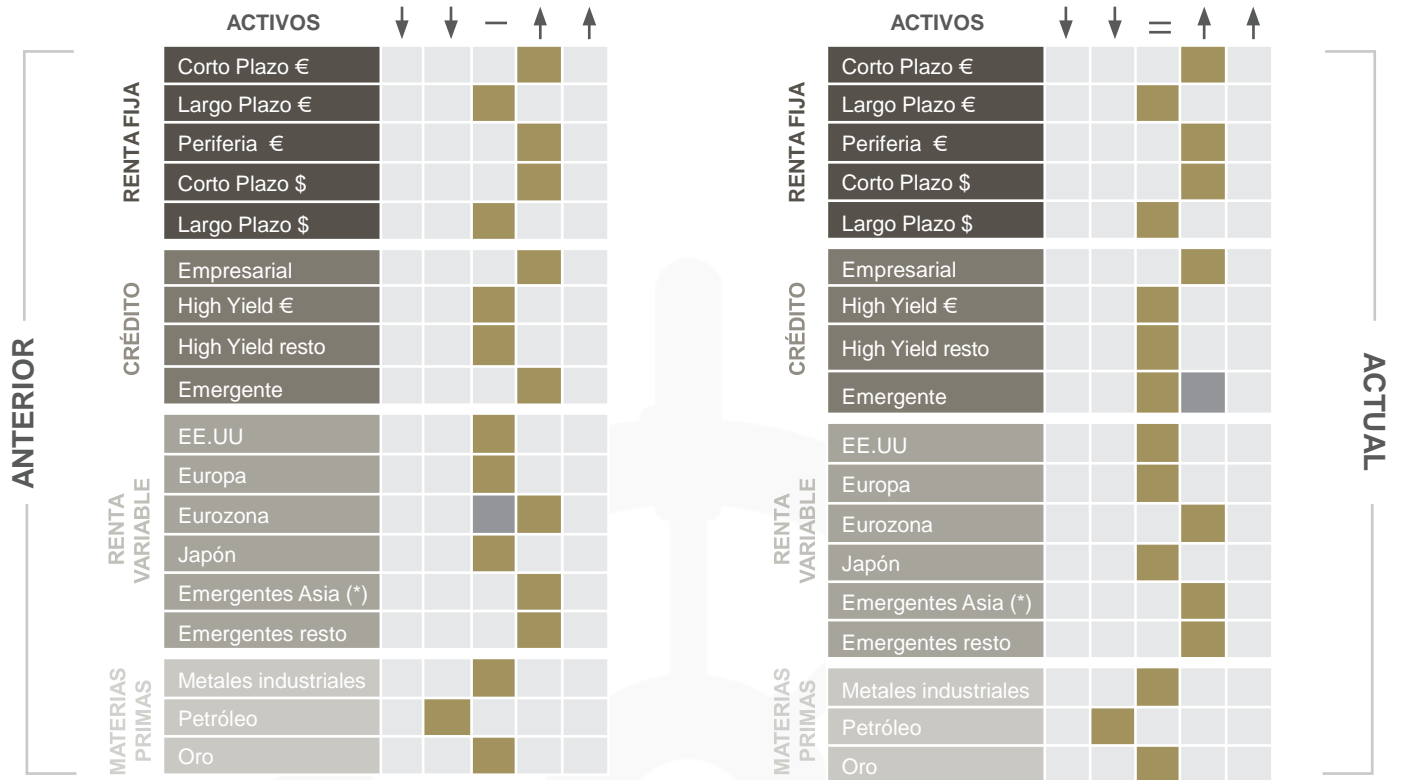 ANTERIOR
ACTIVOS
RENTA FIJA
Corto Plazo €
Largo Plazo €
Periferia €
Corto Plazo $
Largo Plazo $
CRÉDITO
Empresarial
High Yield €
High Yield resto
Emergente
RENTA
VARIABLE
EE.UU
Europa
Eurozona
Japón
Emergentes Asia (*)
Emergentes resto
MATERIAS
PRIMAS
Metales industriales
Petróleo
Oro
ACTIVOS
RENTA FIJA
Corto Plazo €
Largo Plazo €
Periferia €
Corto Plazo $
Largo Plazo $
CRÉDITO
Empresarial
High Yield €
High Yield resto
Emergente
RENTA
VARIABLE
EE.UU
Europa
Eurozona
Japón
Emergentes Asia (*)
Emergentes resto
MATERIAS
PRIMAS
Metales industriales
Petróleo
Oro
ACTUAL